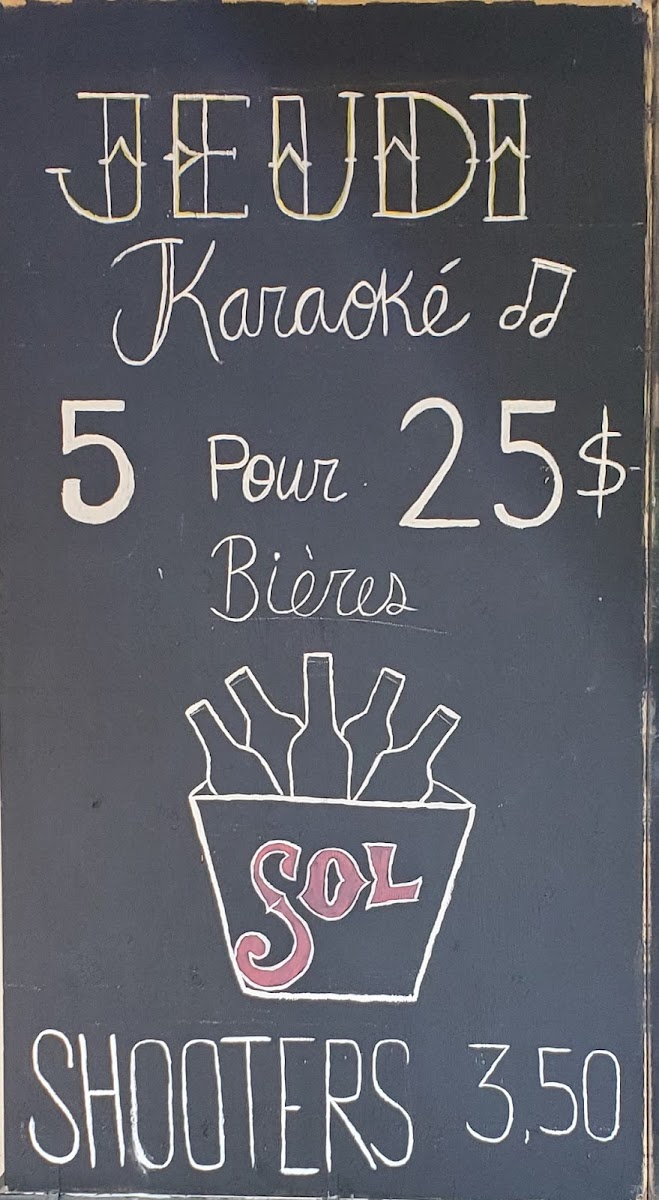 JEUDI
Karaoké
5 Pour 25$
Bières
SOL
SHOOTERS 3,50